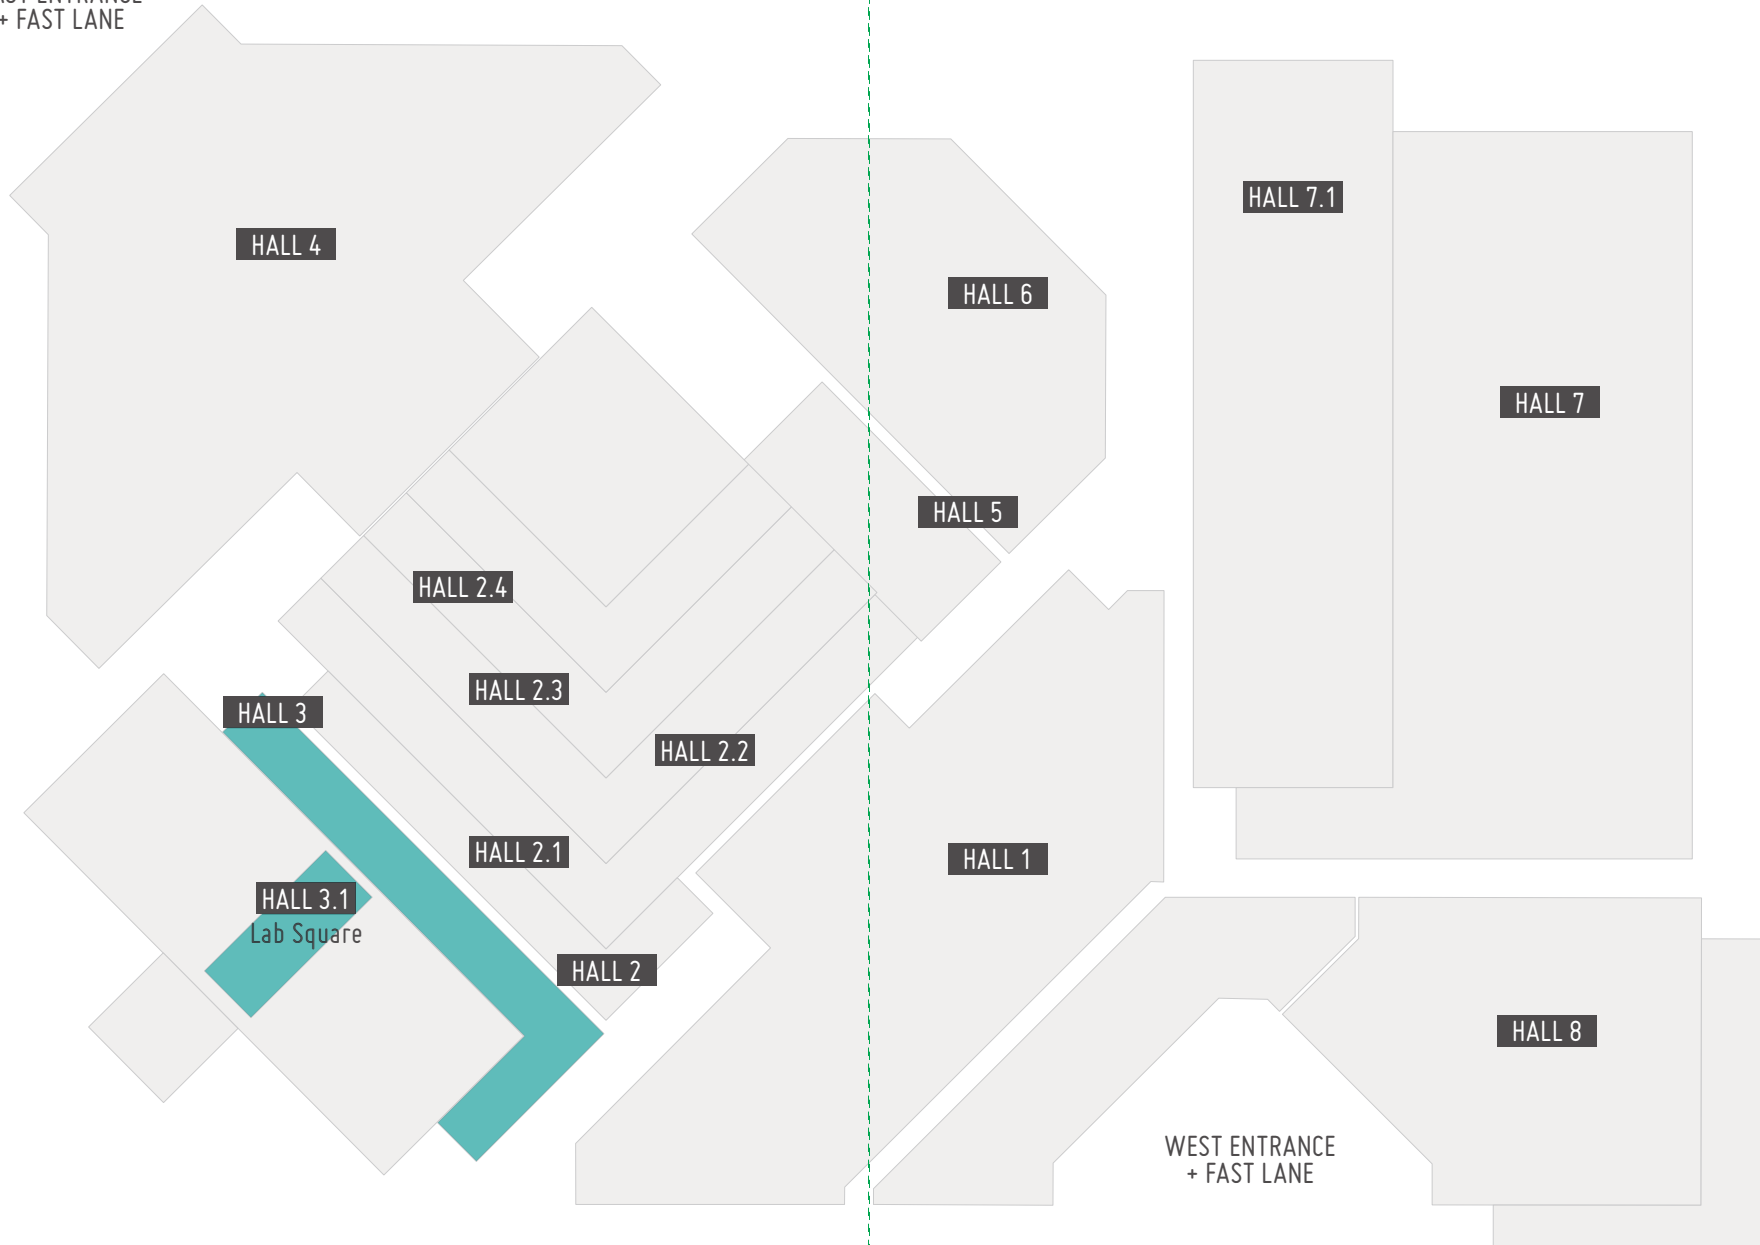 + FAST LANE
HALL 7.1
HALL 4
HALL 6
HALL 7
HALL 5
HALL 2.4
HALL 2.3
HALL 3
HALL 2.2
HALL 2.1
HALL 1
HALL 3.1
Lab Square
HALL 2
HALL 8
WEST ENTRANCE
+ FAST LANE